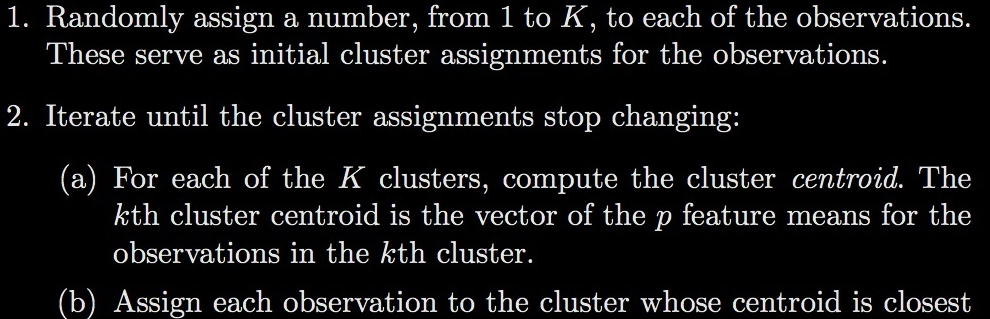 1. Randomly assign a number, from 1 to K, to each of the observations.
These serve as initial cluster assignments for the observations.
2. Iterate until the cluster assignments stop changing:
(a) For each of the K clusters, compute the cluster centroid. The
kth cluster centroid is the vector of the p feature means for the
observations in the kth cluster.
(b) Assign each observation to the cluster whose centroid is closest